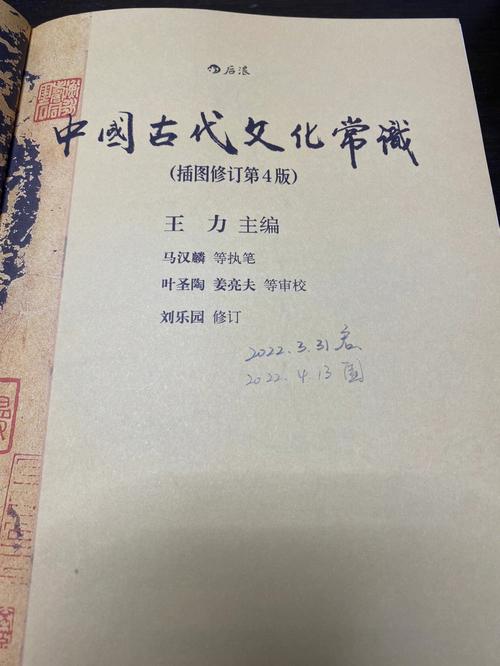 后浪
中國古代文化常识
(插图修订第4版)
王 力 主编
马汉麟 等执笔
叶圣陶 姜亮夫 等审校
刘乐园 修订
2022.3.31
2022.4.13